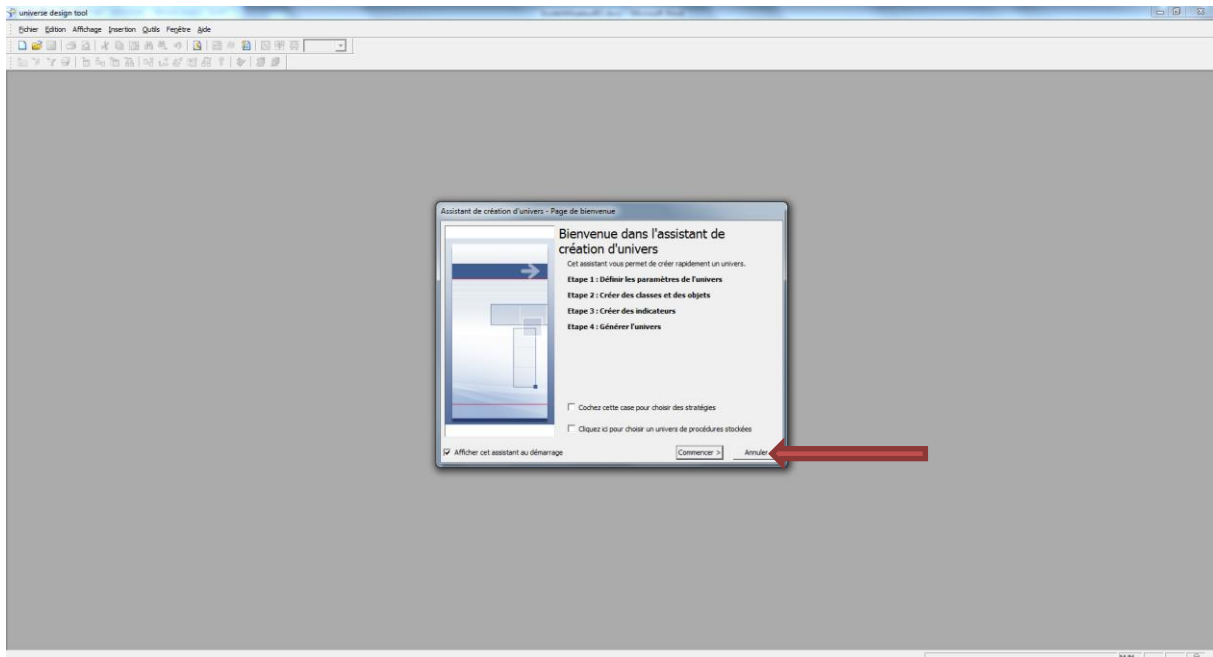 universe design tool
Fichier Edition Affichage Insertion Outils Fenêtre Aide
Assistant de création d'univers - Page de bienvenue
Bienvenue dans l'assistant de
création d'univers
Cet assistant vous permet de créer rapidement un univers.
Etape 1 : Définir les paramètres de l'univers
Etape 2 : Créer des classes et des objets
Etape 3 : Créer des indicateurs
Etape 4 : Générer l'univers
Cochez cette case pour choisir des stratégies
Cliquez ici pour choisir un univers de procédures stockées
Afficher cet assistant au démarrage
Commencer >
Annuler